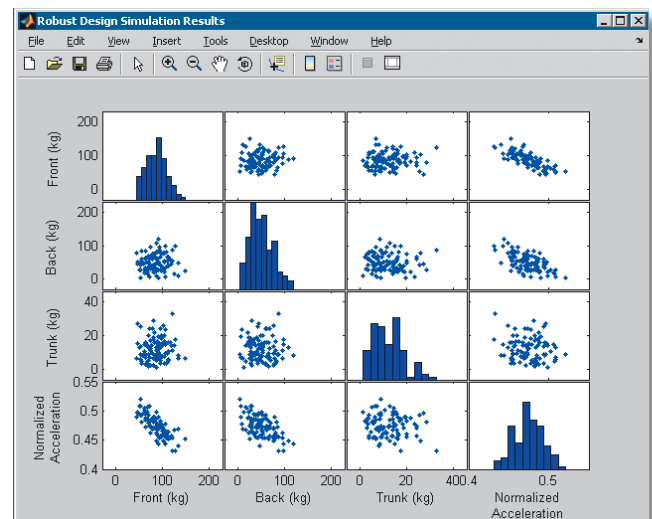 Robust Design Simulation Results
File Edit View Insert Tools Desktop Window Help
200
100
0
Front (kg)
200
100
0
Back (kg)
40
20
0
Trunk (kg)
0.55
0.5
0.45
0.4
Normalized
Acceleration
0 100 200 0 100 200 0 20 40 0.4 0.5
Front (kg) Back (kg) Trunk (kg) Normalized
Acceleration